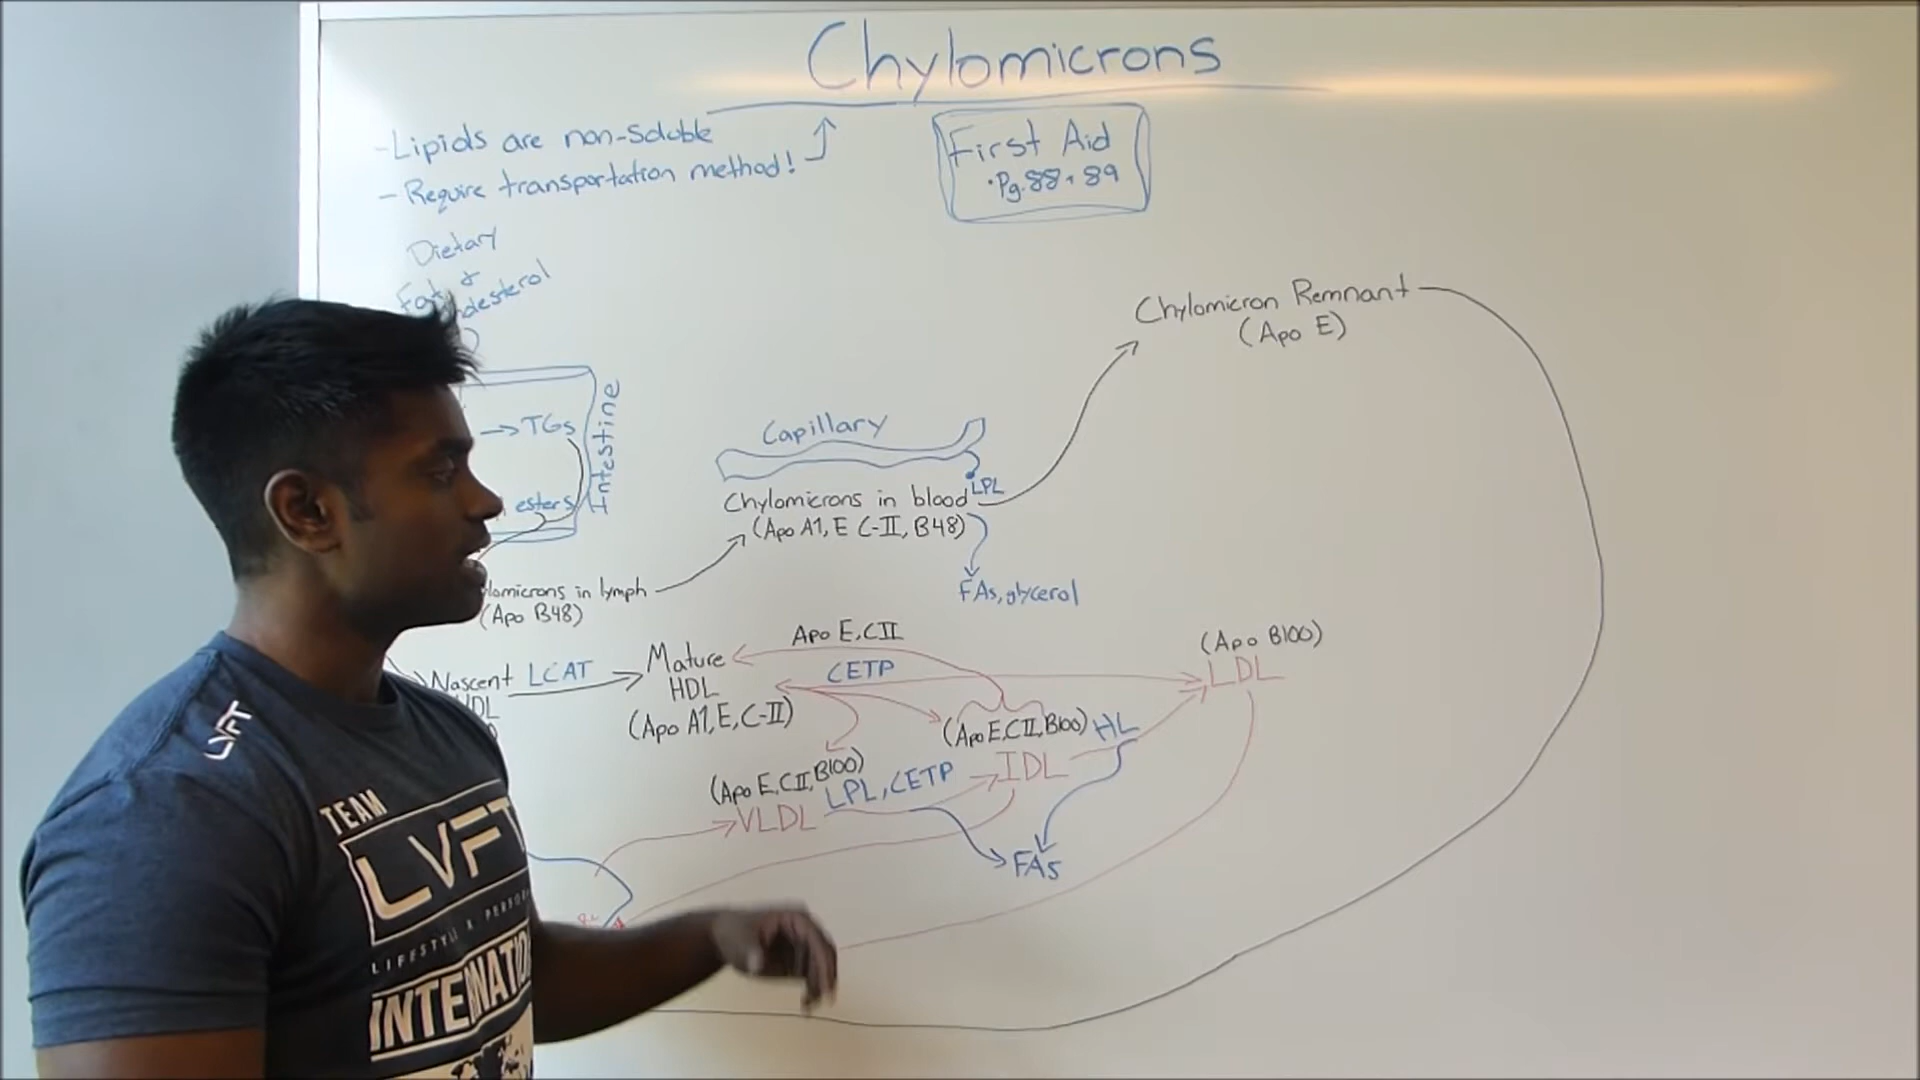 Chylomicrons
-Lipids are non-soluble
- Require transportation method!
First Aid
·Pg. 88 + 89
Dietary
&
Chylomicron Remnant
(Apo E)
→TGs
Intestine
esters
Capillary
LPL
Chylomicrons in blood
(Apo A1, E C-II, B48)
FAs, glycerol
lomicrons in lymph
(Apo B48)
Apo E, CII
(Apo B100)
LDL
Nascent
LCAT
Mature
HDL
(Apo A1, E, C-II)
CETP
(Apo E, CII, B100)
HL
IDL
(Apo E, CII, B100)
LPL, CETP
VLDL
FAs
LVFT
TEAM
LVFT